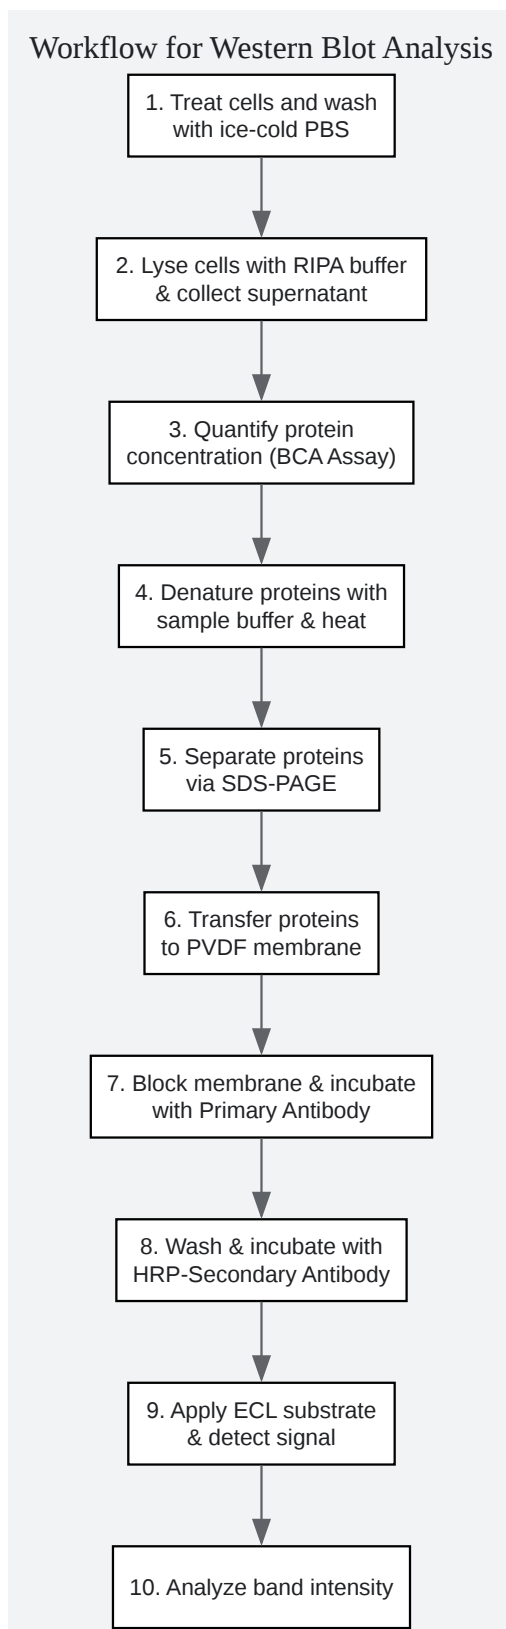 Workflow for Western Blot Analysis
1. Treat cells and wash
with ice-cold PBS
2. Lyse cells with RIPA buffer
& collect supernatant
3. Quantify protein
concentration (BCA Assay)
4. Denature proteins with
sample buffer & heat
5. Separate proteins
via SDS-PAGE
6. Transfer proteins
to PVDF membrane
7. Block membrane & incubate
with Primary Antibody
8. Wash & incubate with
HRP-Secondary Antibody
9. Apply ECL substrate
& detect signal
10. Analyze band intensity